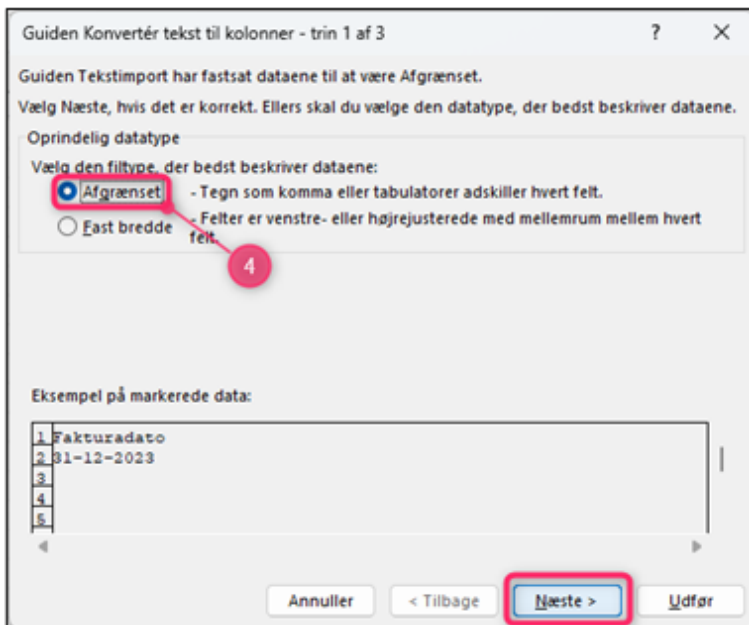 Guiden Konvertér tekst til kolonner - trin 1 af 3 ? ×
Guiden Tekstimport har fastsat dataene til at være Afgrænset.
Vælg Næste, hvis det er korrekt. Ellers skal du vælge den datatype, der bedst beskriver dataene.
Oprindelig datatype
Vælg den filtype, der bedst beskriver dataene:
Afgrænset - Tegn som komma eller tabulatorer adskiller hvert felt.
Fast bredde - Felter er venstre- eller højrejusterede med mellemrum mellem hvert
felt.
4
Eksempel på markerede data:
1 Fakturadato
2 31-12-2023
3
4
5
Annuller < Tilbage Næste > Udfør